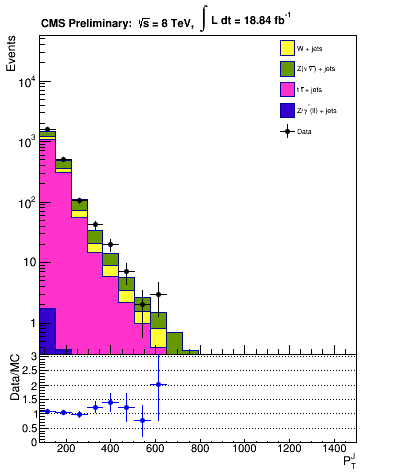 CMS Preliminary: √s = 8 TeV, ∫ L dt = 18.84 fb⁻¹
Events
W + jets
Z(ν ν̅) + jets
t t̅ + jets
Z/γ*(ll) + jets
Data
10⁴
10³
10²
10
1
Data/MC
3
2.5
2
1.5
1
0.5
0
200 400 600 800 1000 1200 1400
P_T^J